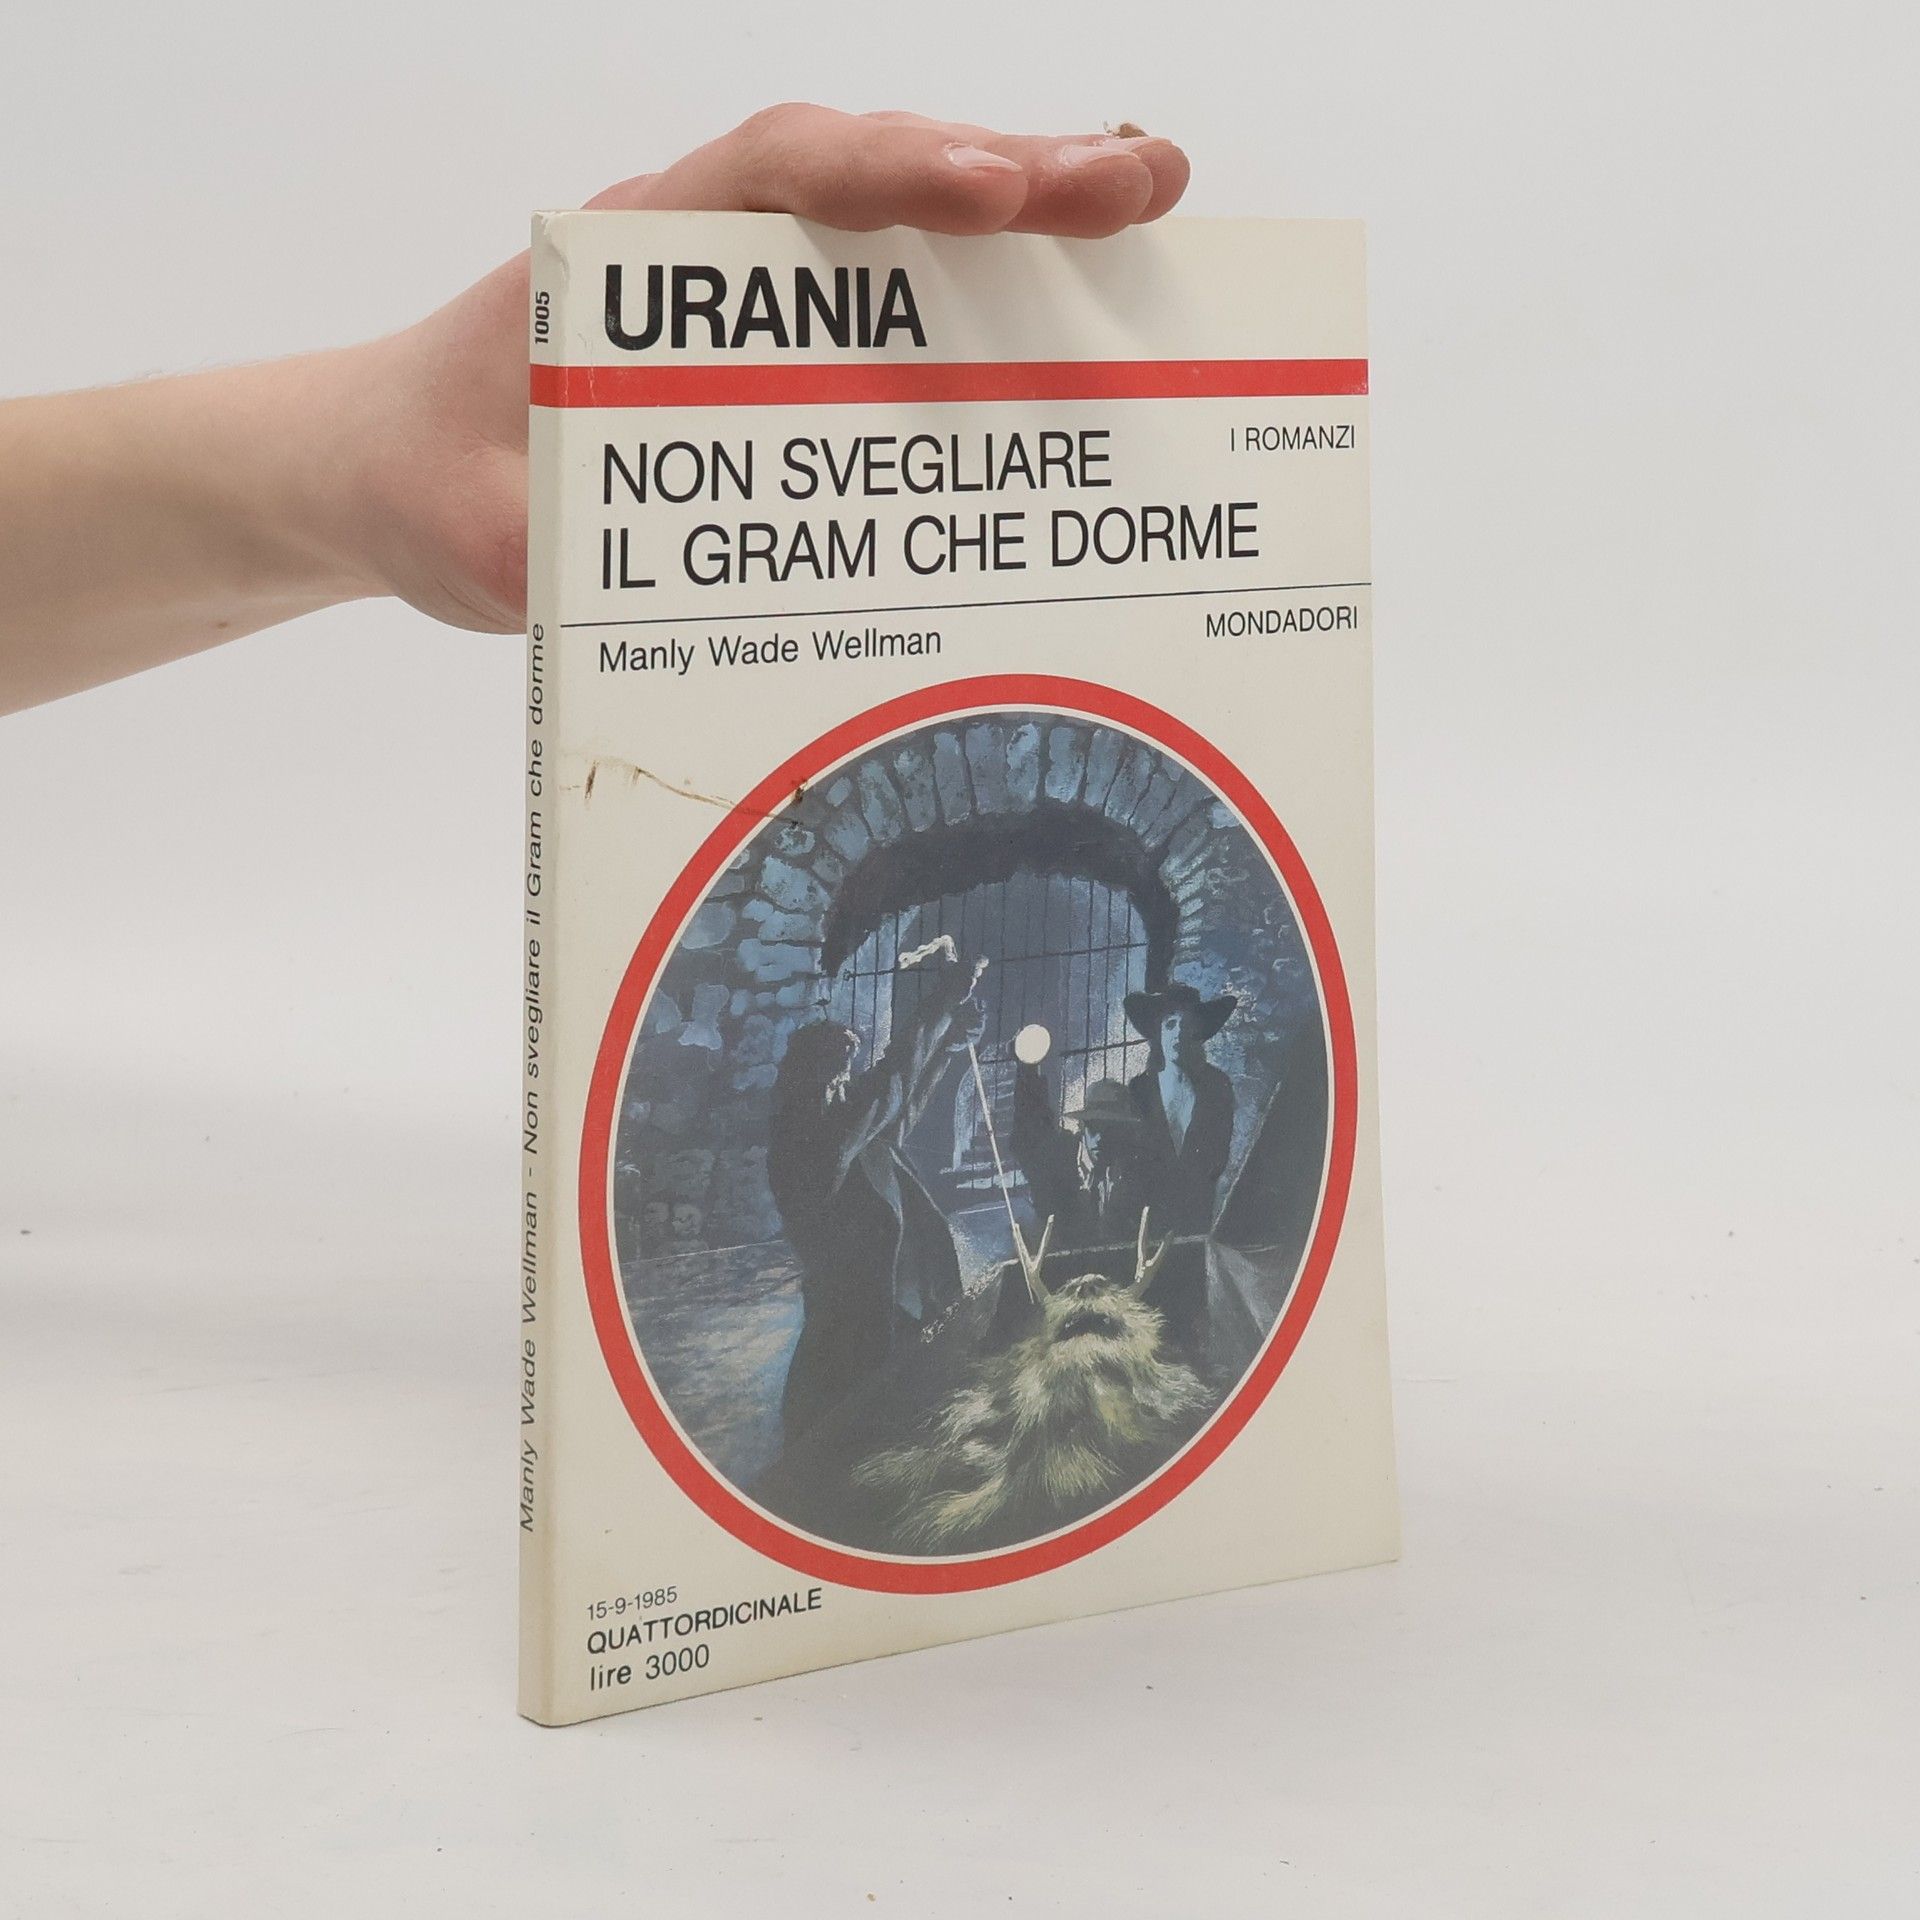 1005
URANIA
I ROMANZI
NON SVEGLIARE
IL GRAM CHE DORME
MONDADORI
Manly Wade Wellman
Manly Wade Wellman - Non svegliare il Gram che dorme
15-9-1985
QUATTORDICINALE
lire 3000